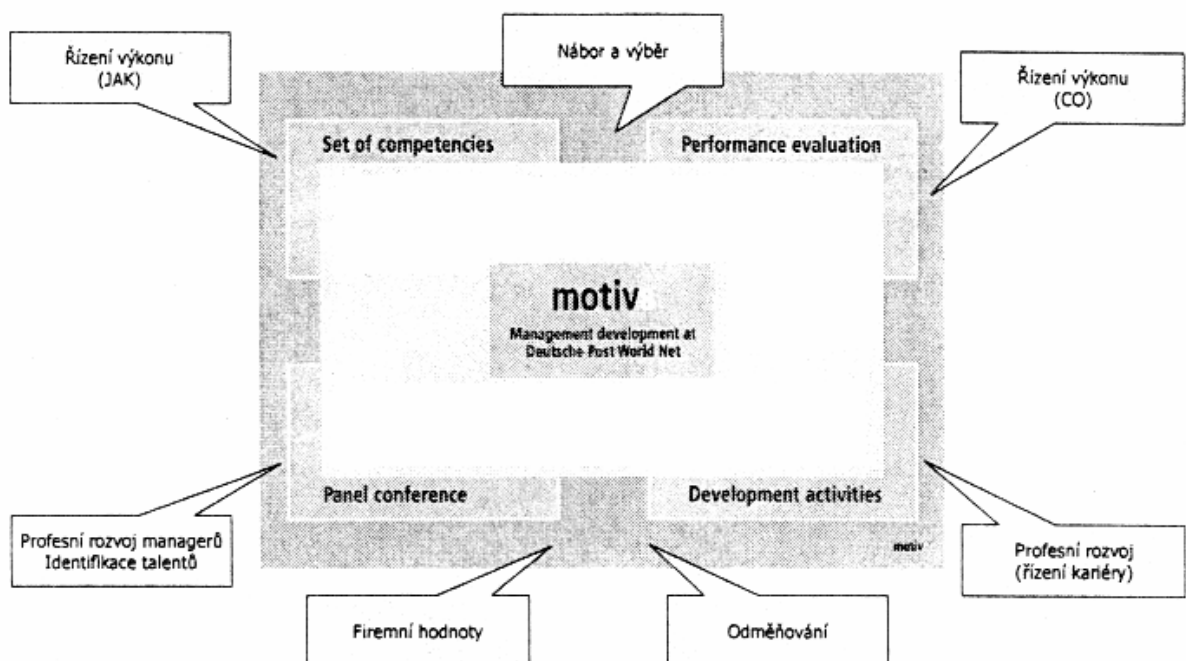 Nábor a výběr
Řízení výkonu
(JAK)
Řízení výkonu
(CO)
Set of competencies
Performance evaluation
motiv
Management development at
Deutsche Post World Net
Panel conference
Development activities
motiv
Profesní rozvoj managerů
Identifikace talentů
Profesní rozvoj
(řízení kariéry)
Firemní hodnoty
Odměňování